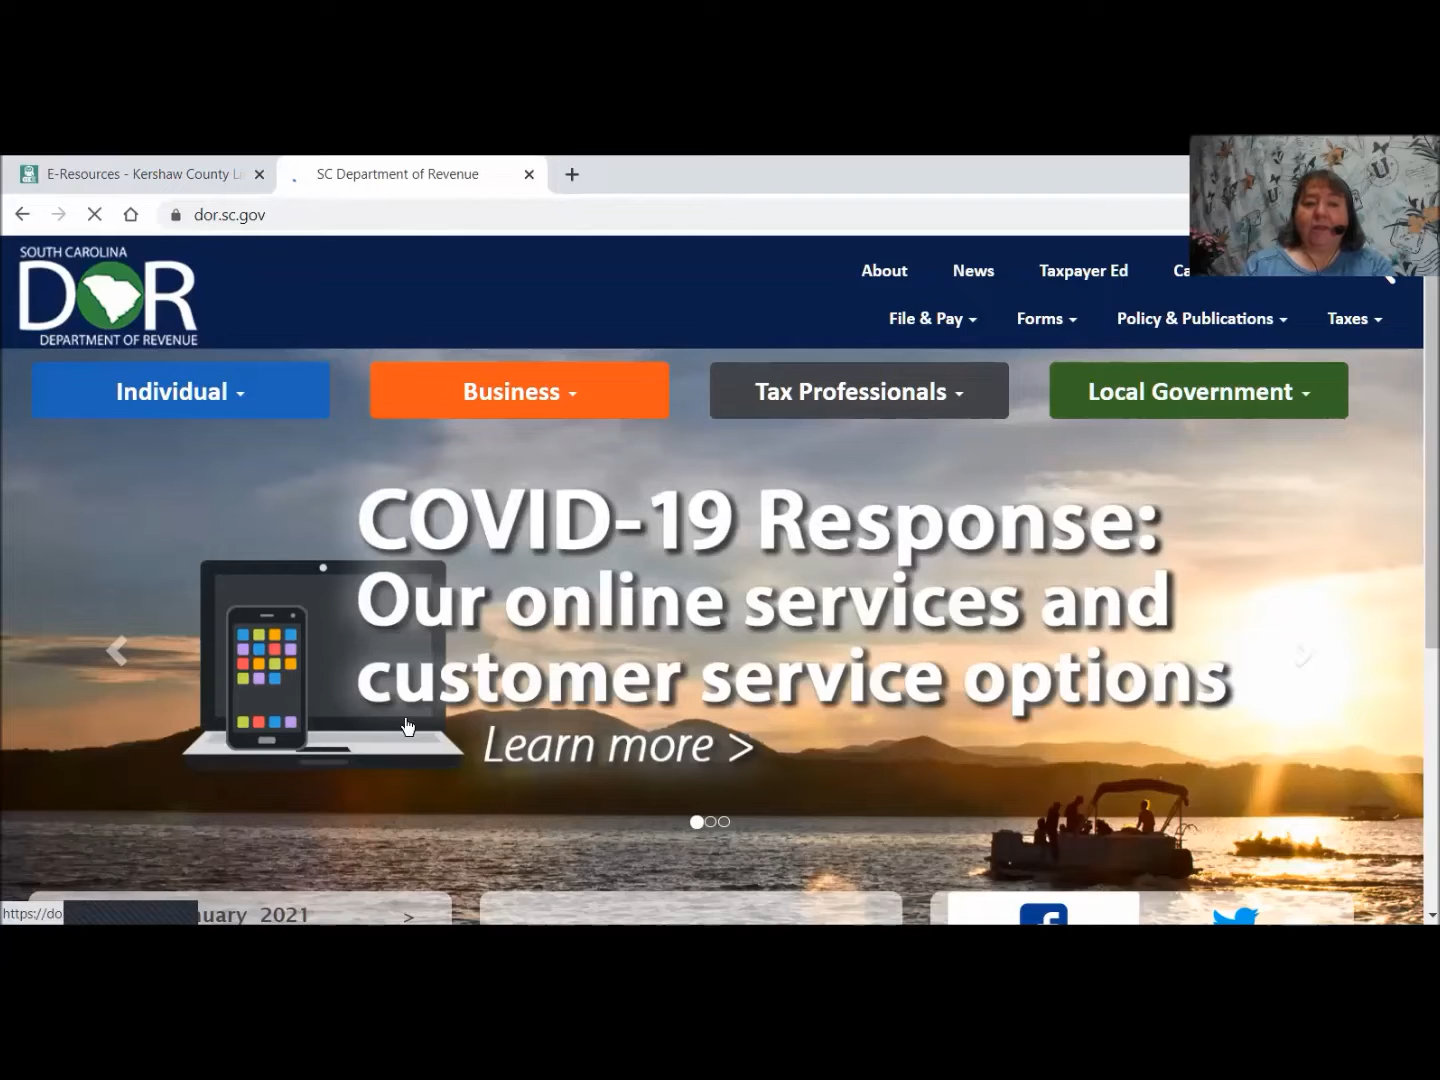 E-Resources - Kershaw County L
SC Department of Revenue
dor.sc.gov
SOUTH CAROLINA
DOR
DEPARTMENT OF REVENUE
About News Taxpayer Ed Ca
File & Pay Forms Policy & Publications Taxes
Individual Business Tax Professionals Local Government
COVID-19 Response:
Our online services and
customer service options
Learn more >
nuary 2021 >
https://do